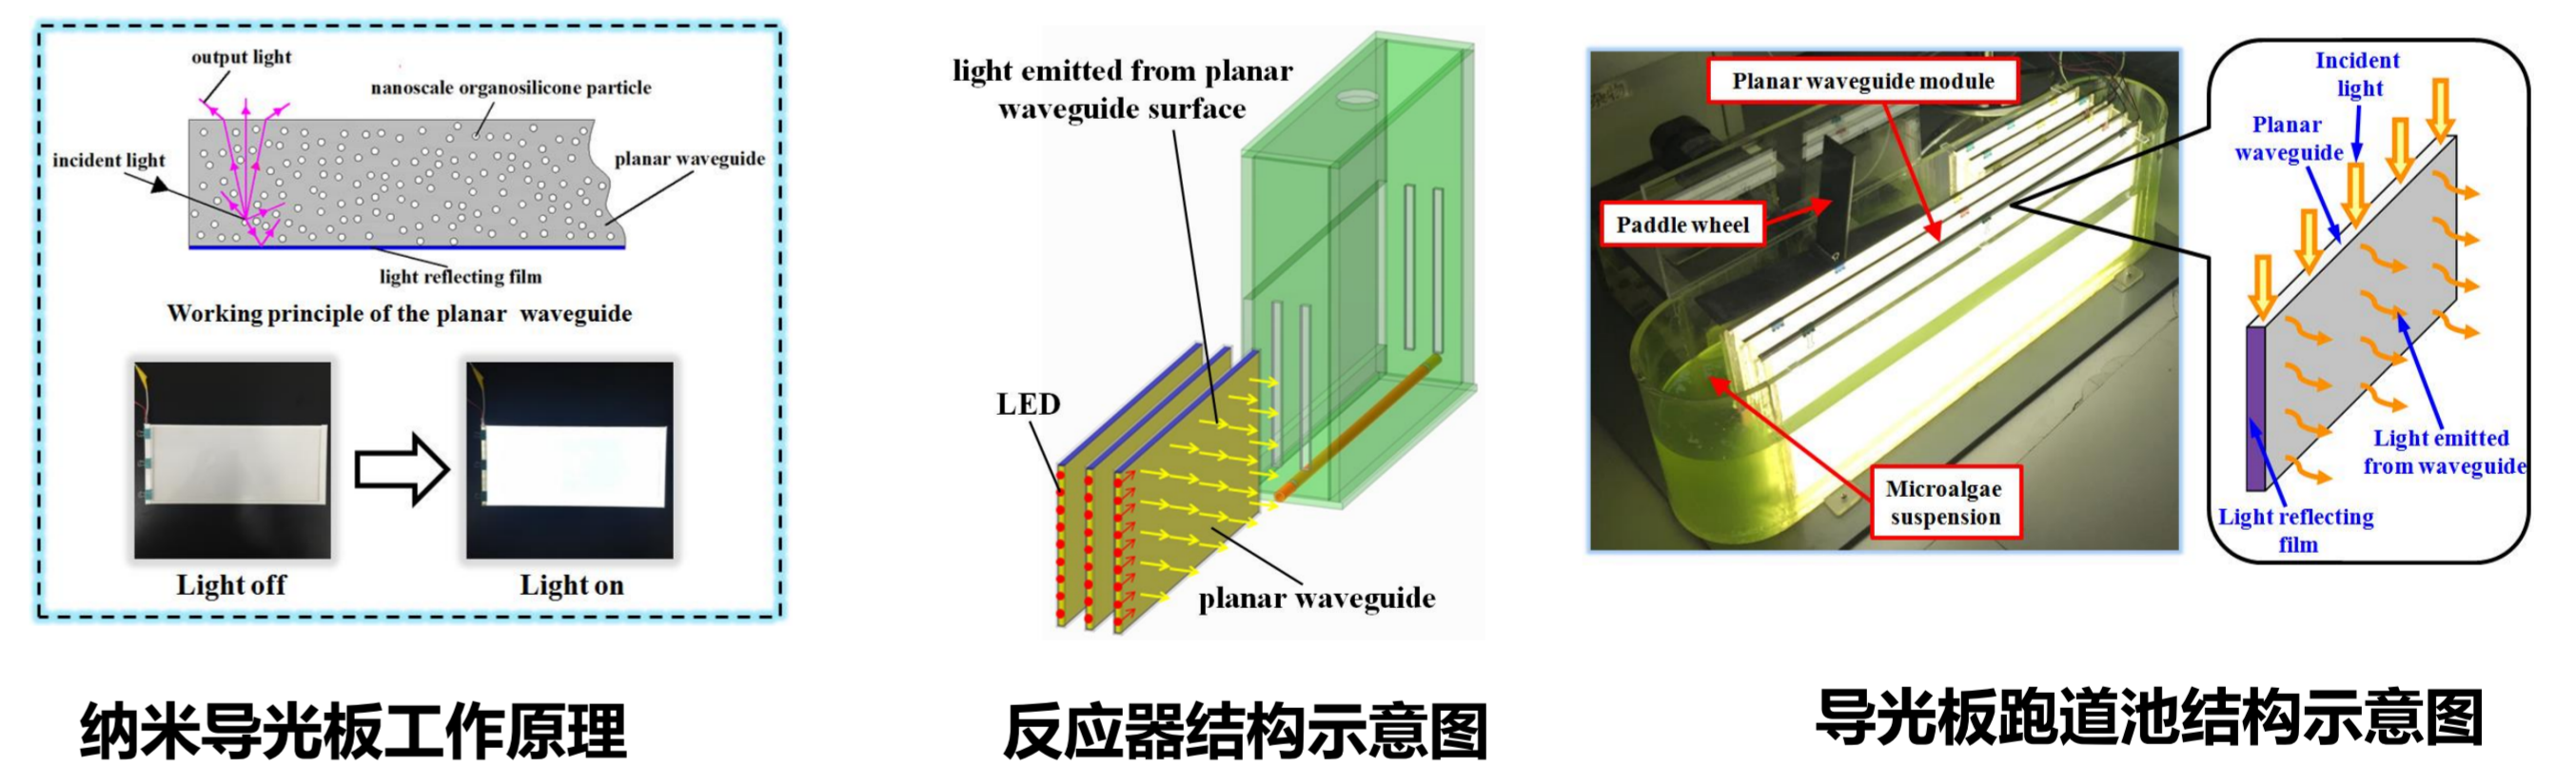 output light
nanoscale organosilicone particle
incident light
planar waveguide
light reflecting film
Working principle of the planar waveguide
Light off
Light on
纳米导光板工作原理
light emitted from planar
waveguide surface
LED
planar waveguide
反应器结构示意图
Planar waveguide module
Paddle wheel
Microalgae
suspension
Incident
light
Planar
waveguide
Light emitted
from waveguide
Light reflecting
film
导光板跑道池结构示意图